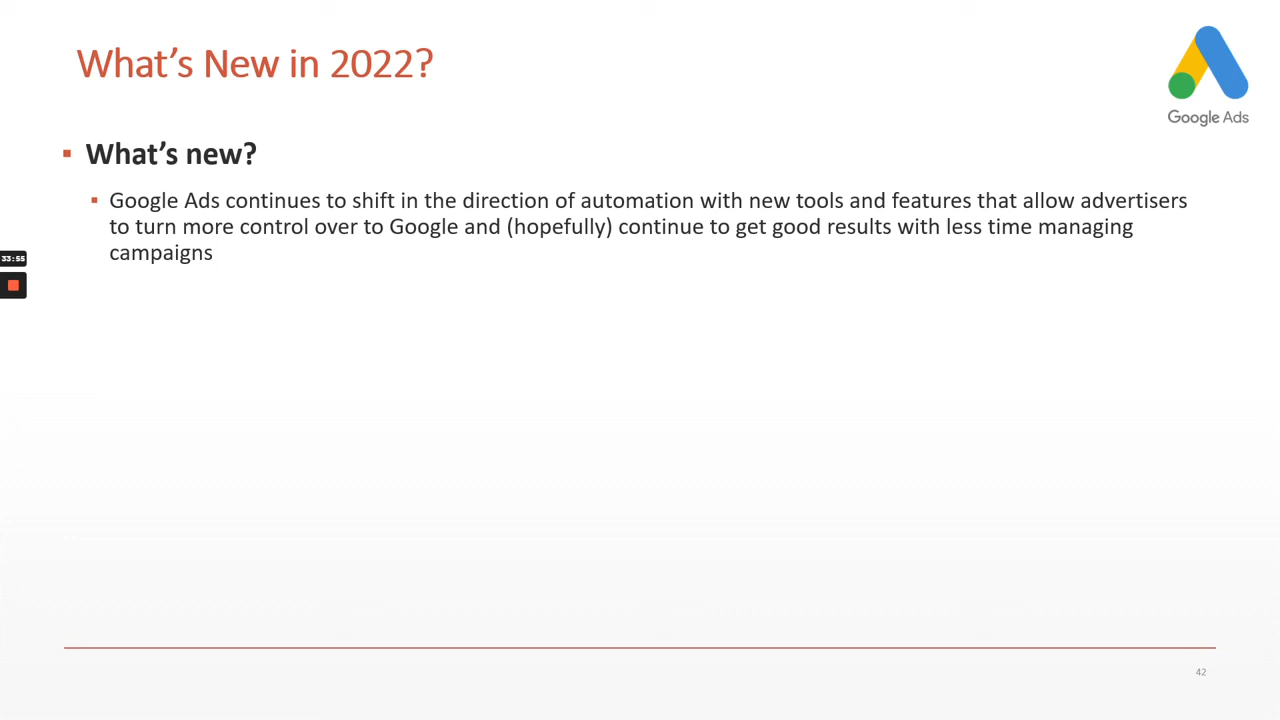 What's New in 2022?
Google Ads
What's new?
Google Ads continues to shift in the direction of automation with new tools and features that allow advertisers
to turn more control over to Google and (hopefully) continue to get good results with less time managing
campaigns
33:55
42